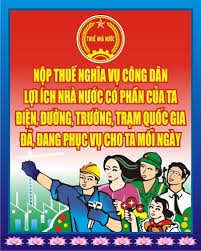 THUẾ NHÀ NƯỚC
NỘP THUẾ NGHĨA VỤ CÔNG DÂN
LỢI ÍCH NHÀ NƯỚC CÓ PHẦN CỦA TA
ĐIỆN, ĐƯỜNG, TRƯỜNG, TRẠM QUỐC GIA
ĐÃ, ĐANG PHỤC VỤ CHO TA MỖI NGÀY